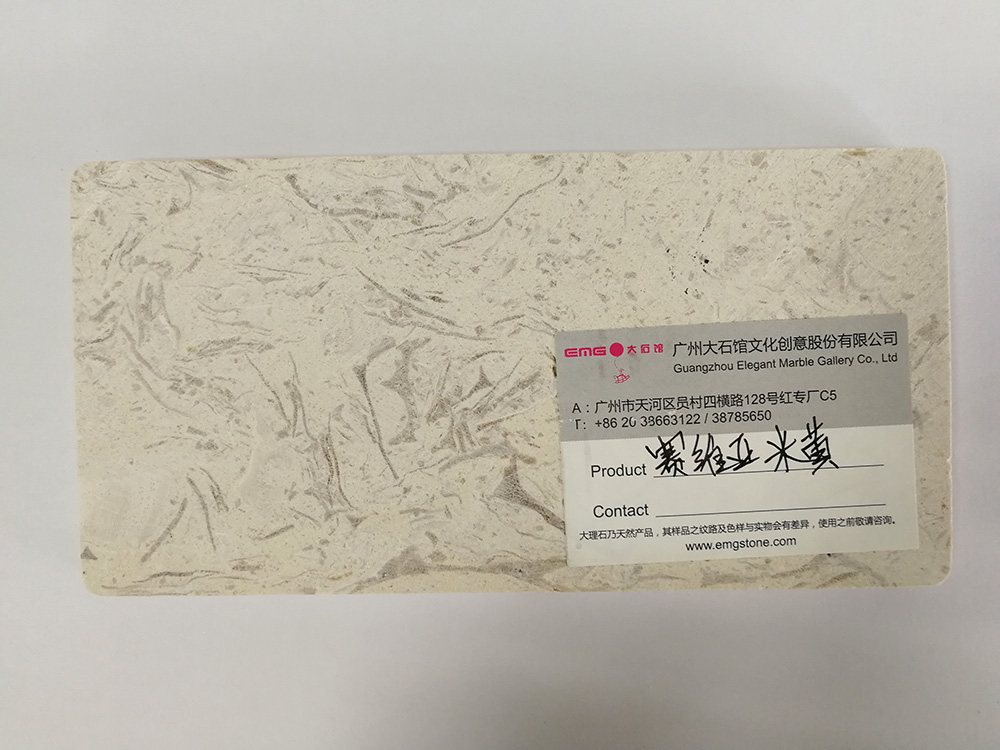 EMG 大石馆 广州大石馆文化创意股份有限公司
Guangzhou Elegant Marble Gallery Co., Ltd
A：广州市天河区员村四横路128号红专厂C5
T：+86 20 38663122 / 38785650
Product 赛维亚米黄
Contact
大理石乃天然产品，其样品之纹路及色样与实物会有差异，使用之前敬请咨询。
www.emgstone.com